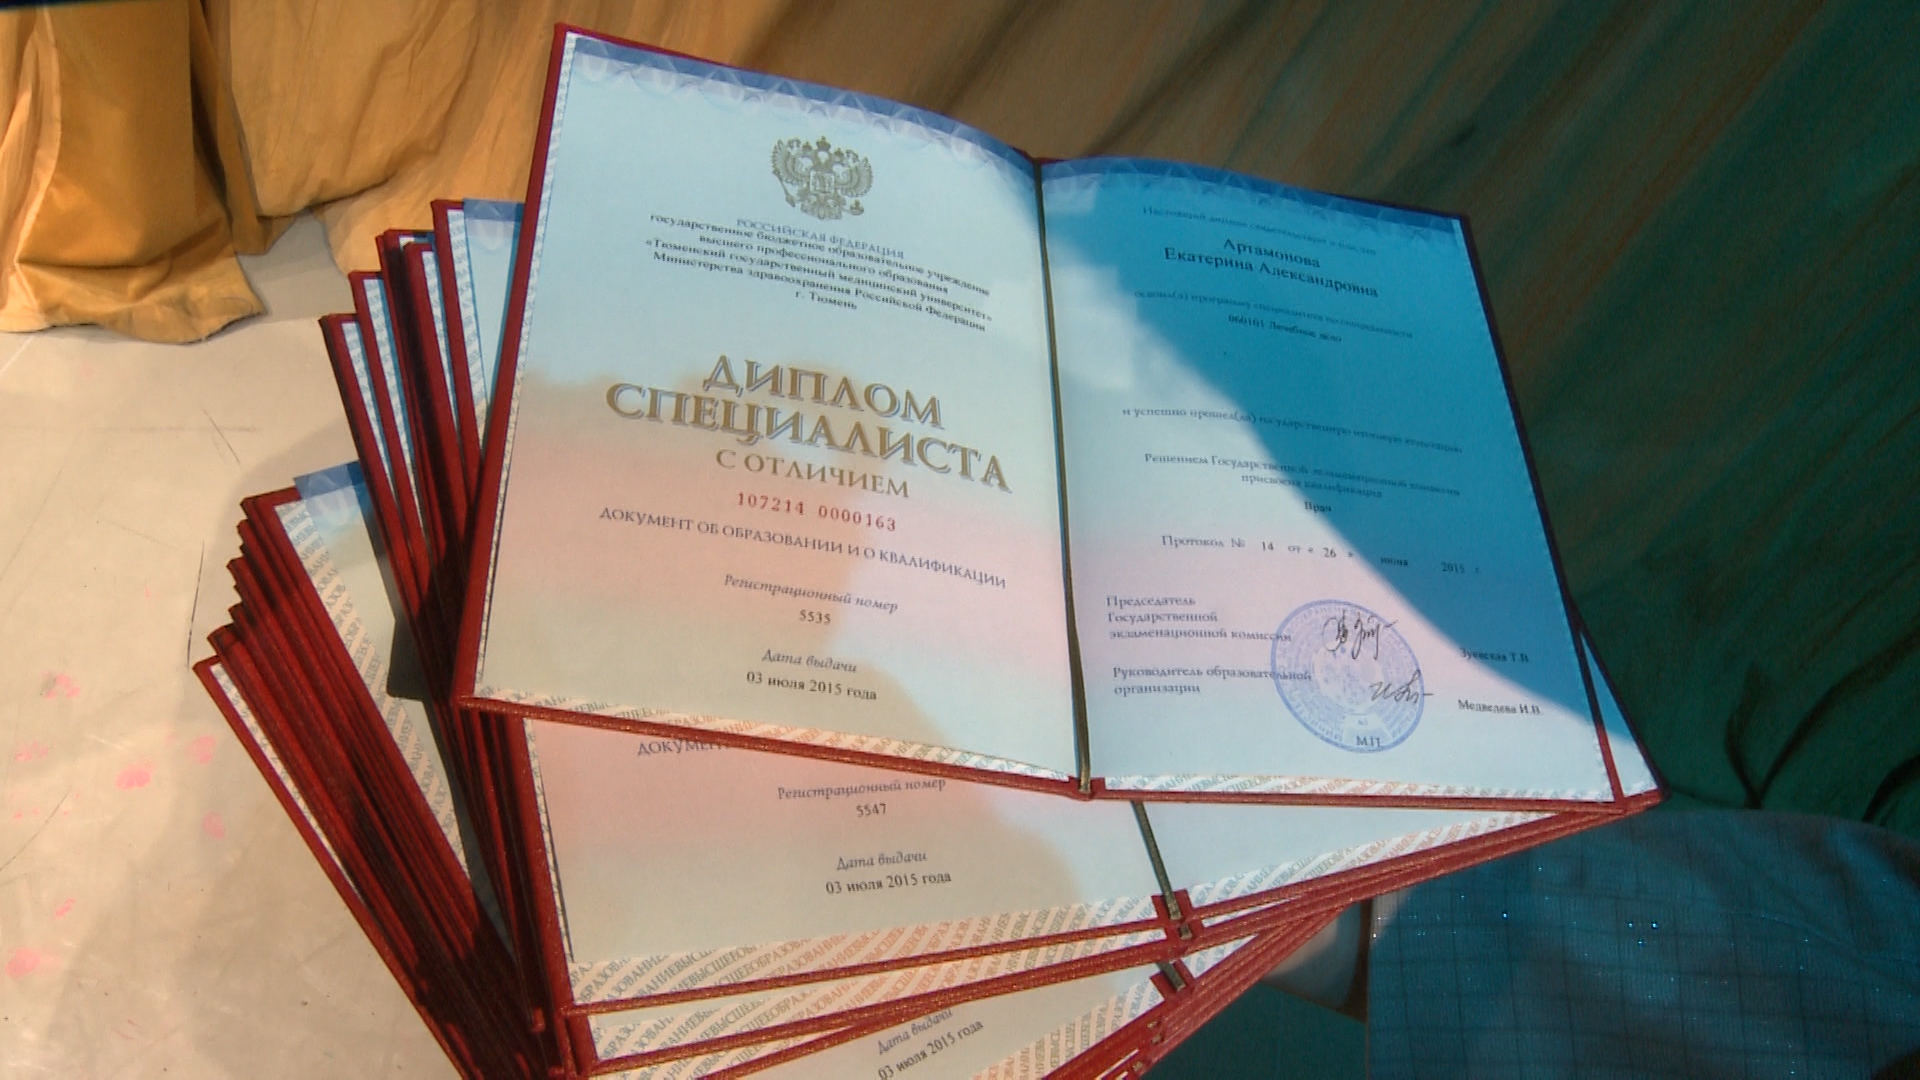 РОССИЙСКАЯ ФЕДЕРАЦИЯ
государственное бюджетное образовательное учреждение
высшего профессионального образования
«Тюменский государственный медицинский университет»
Министерства здравоохранения Российской Федерации
г. Тюмень
ДИПЛОМ
СПЕЦИАЛИСТА
С ОТЛИЧИЕМ
107214 0000163
ДОКУМЕНТ ОБ ОБРАЗОВАНИИ И О КВАЛИФИКАЦИИ
Регистрационный номер
5535
Дата выдачи
03 июля 2015 года
Настоящий диплом свидетельствует о том, что
Артамонова
Екатерина Александровна
освоил(а) программу специалитета по специальности
060101 Лечебное дело
и успешно прошел(ла) государственную итоговую аттестацию
Решением Государственной экзаменационной комиссии
присвоена квалификация
Врач
Протокол № 14 от « 26 » июня 2015 г.
Председатель
Государственной
экзаменационной комиссии
Зуевская Т.В.
Руководитель образовательной
организации
Медведева И.В.
М.П.
ДОКУМЕН
Регистрационный номер
5547
Дата выдачи
03 июля 2015 года
Дата выдачи
03 июля 2015 года